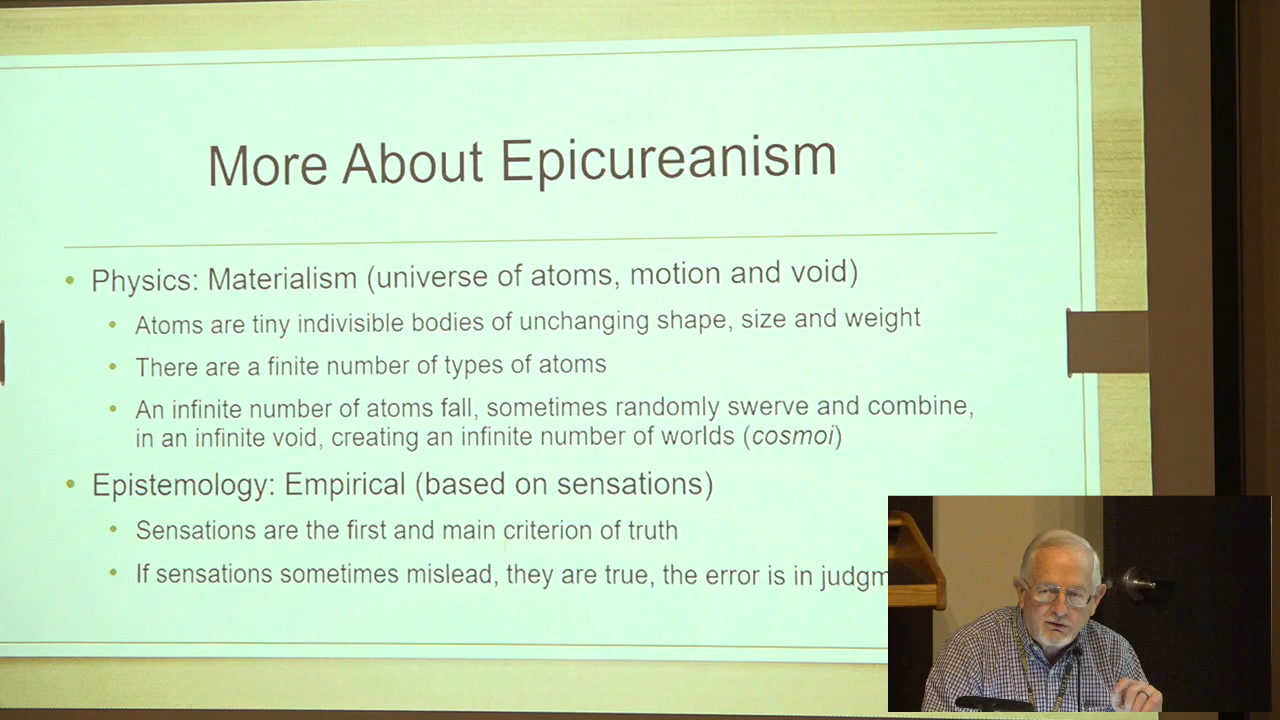 More About Epicureanism
• Physics: Materialism (universe of atoms, motion and void)
• Atoms are tiny indivisible bodies of unchanging shape, size and weight
• There are a finite number of types of atoms
• An infinite number of atoms fall, sometimes randomly swerve and combine,
in an infinite void, creating an infinite number of worlds (cosmoi)
• Epistemology: Empirical (based on sensations)
• Sensations are the first and main criterion of truth
• If sensations sometimes mislead, they are true, the error is in